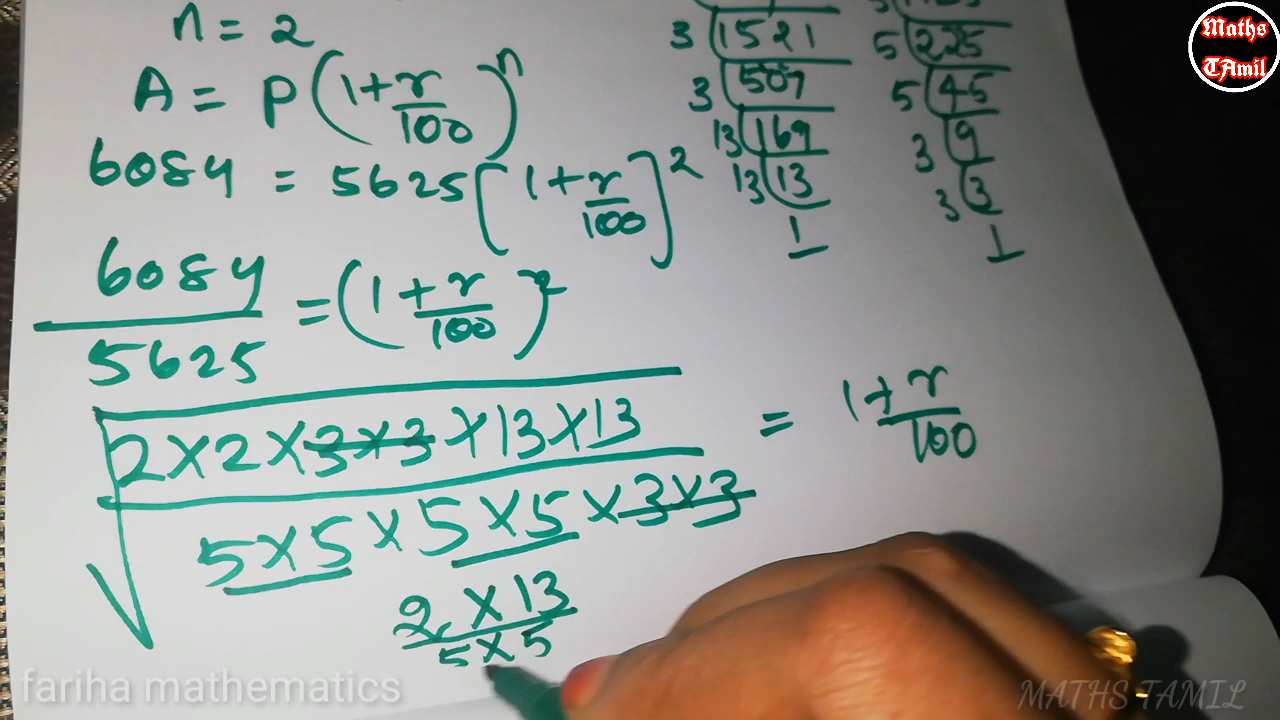 n = 2
A = P(1+r/100)^n
6084 = 5625[1+r/100]^2
6084/5625 = (1+r/100)^2
√(2×2×3×3×13×13 / 5×5×5×5×3×3) = 1+r/100
2×13
5×5
3 1521
3 507
13 169
13 13
1
5 225
5 45
3 9
3 3
1
Maths
TAmil
fariha mathematics
MATHS TAMIL